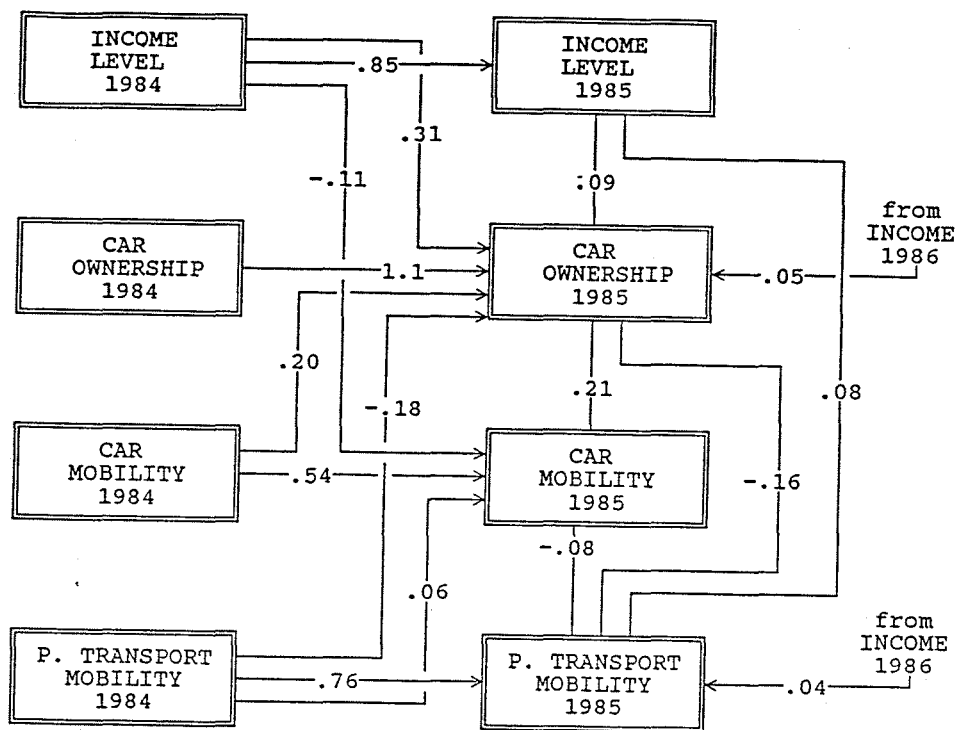 INCOME
LEVEL
1984
.85
INCOME
LEVEL
1985
.31
-.11
.09
from
INCOME
1986
CAR
OWNERSHIP
1984
1.1
CAR
OWNERSHIP
1985
.05
.20
-.18
.21
.08
CAR
MOBILITY
1984
.54
CAR
MOBILITY
1985
-.16
-.08
.06
from
INCOME
1986
P. TRANSPORT
MOBILITY
1984
.76
P. TRANSPORT
MOBILITY
1985
.04